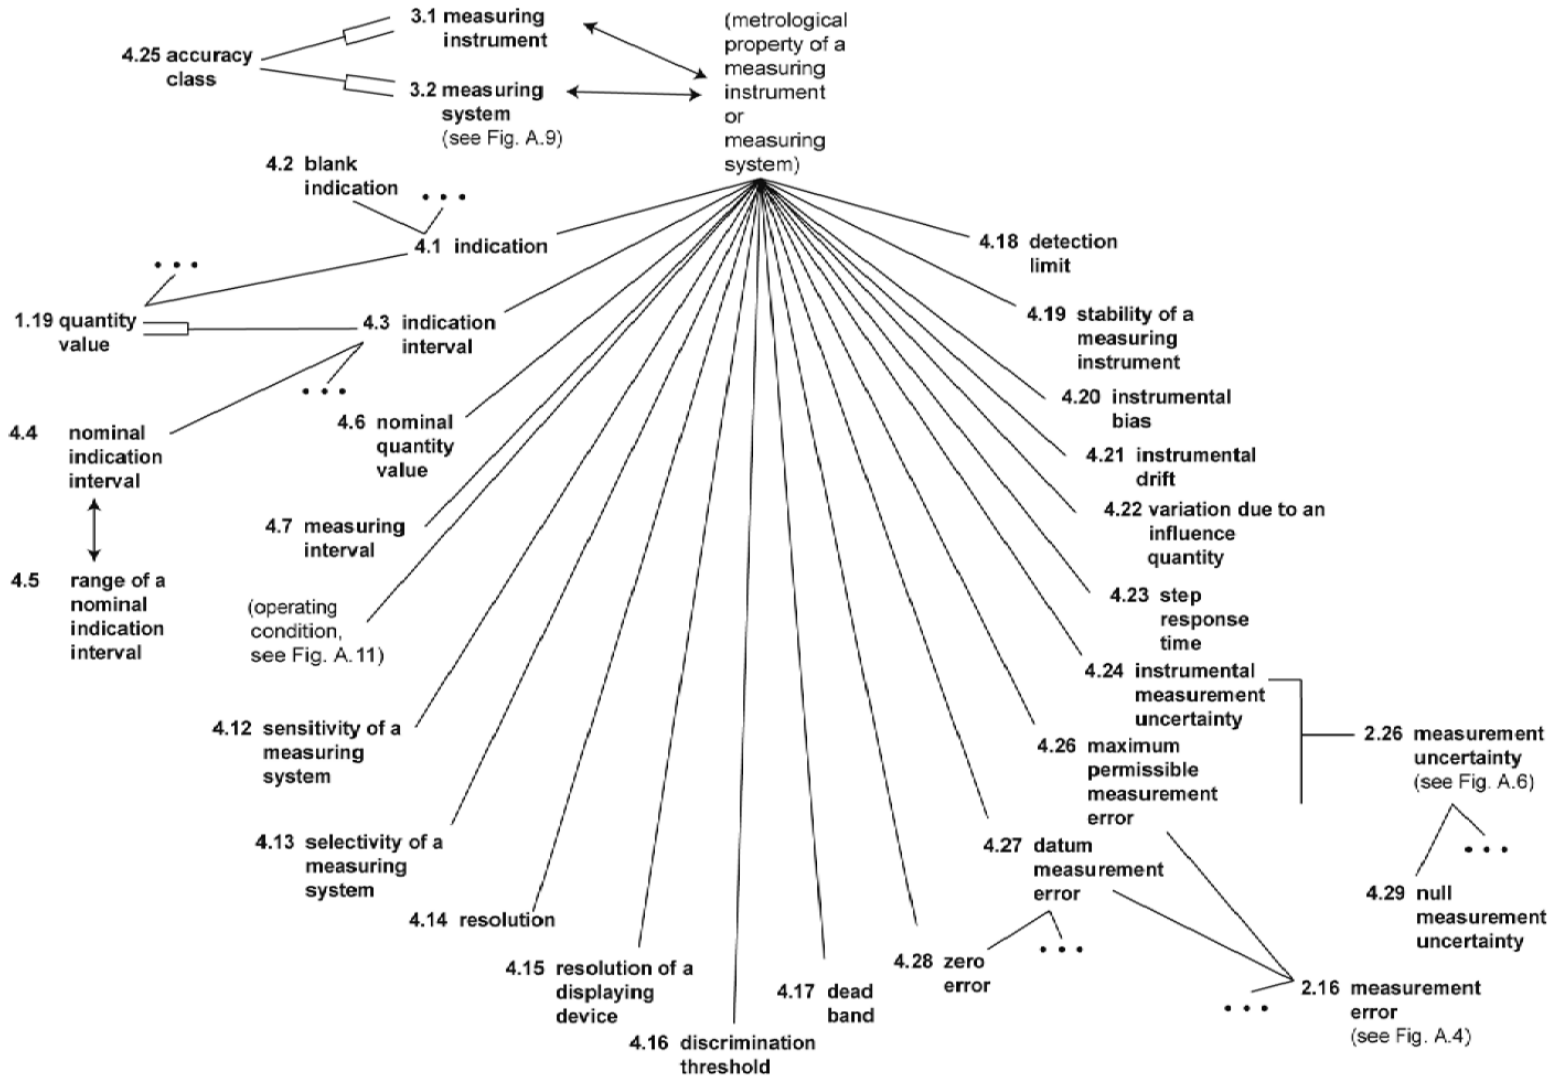 3.1 measuring
instrument
4.25 accuracy
class
3.2 measuring
system
(see Fig. A.9)
(metrological
property of a
measuring
instrument
or
measuring
system)
4.2 blank
indication
• • •
4.1 indication
• • •
1.19 quantity
value
4.3 indication
interval
• • •
4.4 nominal
indication
interval
4.5 range of a
nominal
indication
interval
4.6 nominal
quantity
value
4.7 measuring
interval
(operating
condition,
see Fig. A.11)
4.12 sensitivity of a
measuring
system
4.13 selectivity of a
measuring
system
4.14 resolution
4.15 resolution of a
displaying
device
4.16 discrimination
threshold
4.17 dead
band
4.18 detection
limit
4.19 stability of a
measuring
instrument
4.20 instrumental
bias
4.21 instrumental
drift
4.22 variation due to an
influence
quantity
4.23 step
response
time
4.24 instrumental
measurement
uncertainty
4.26 maximum
permissible
measurement
error
4.27 datum
measurement
error
• • •
4.28 zero
error
2.26 measurement
uncertainty
(see Fig. A.6)
• • •
4.29 null
measurement
uncertainty
2.16 measurement
error
(see Fig. A.4)
• • •